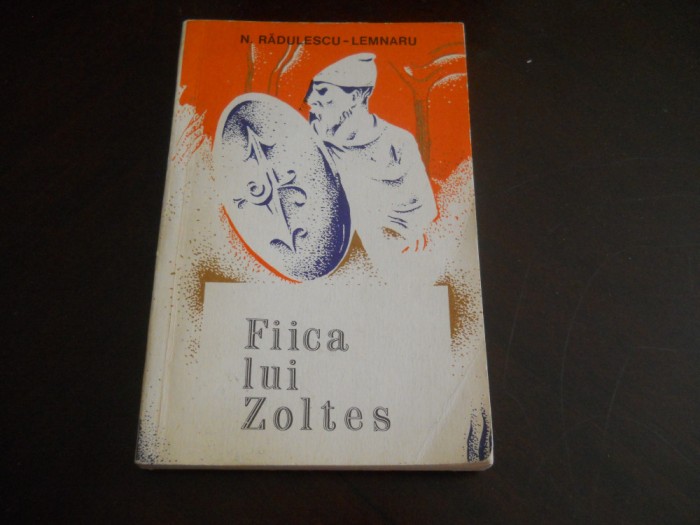 N. RĂDULESCU-LEMNARU
Fiica
lui
Zoltes